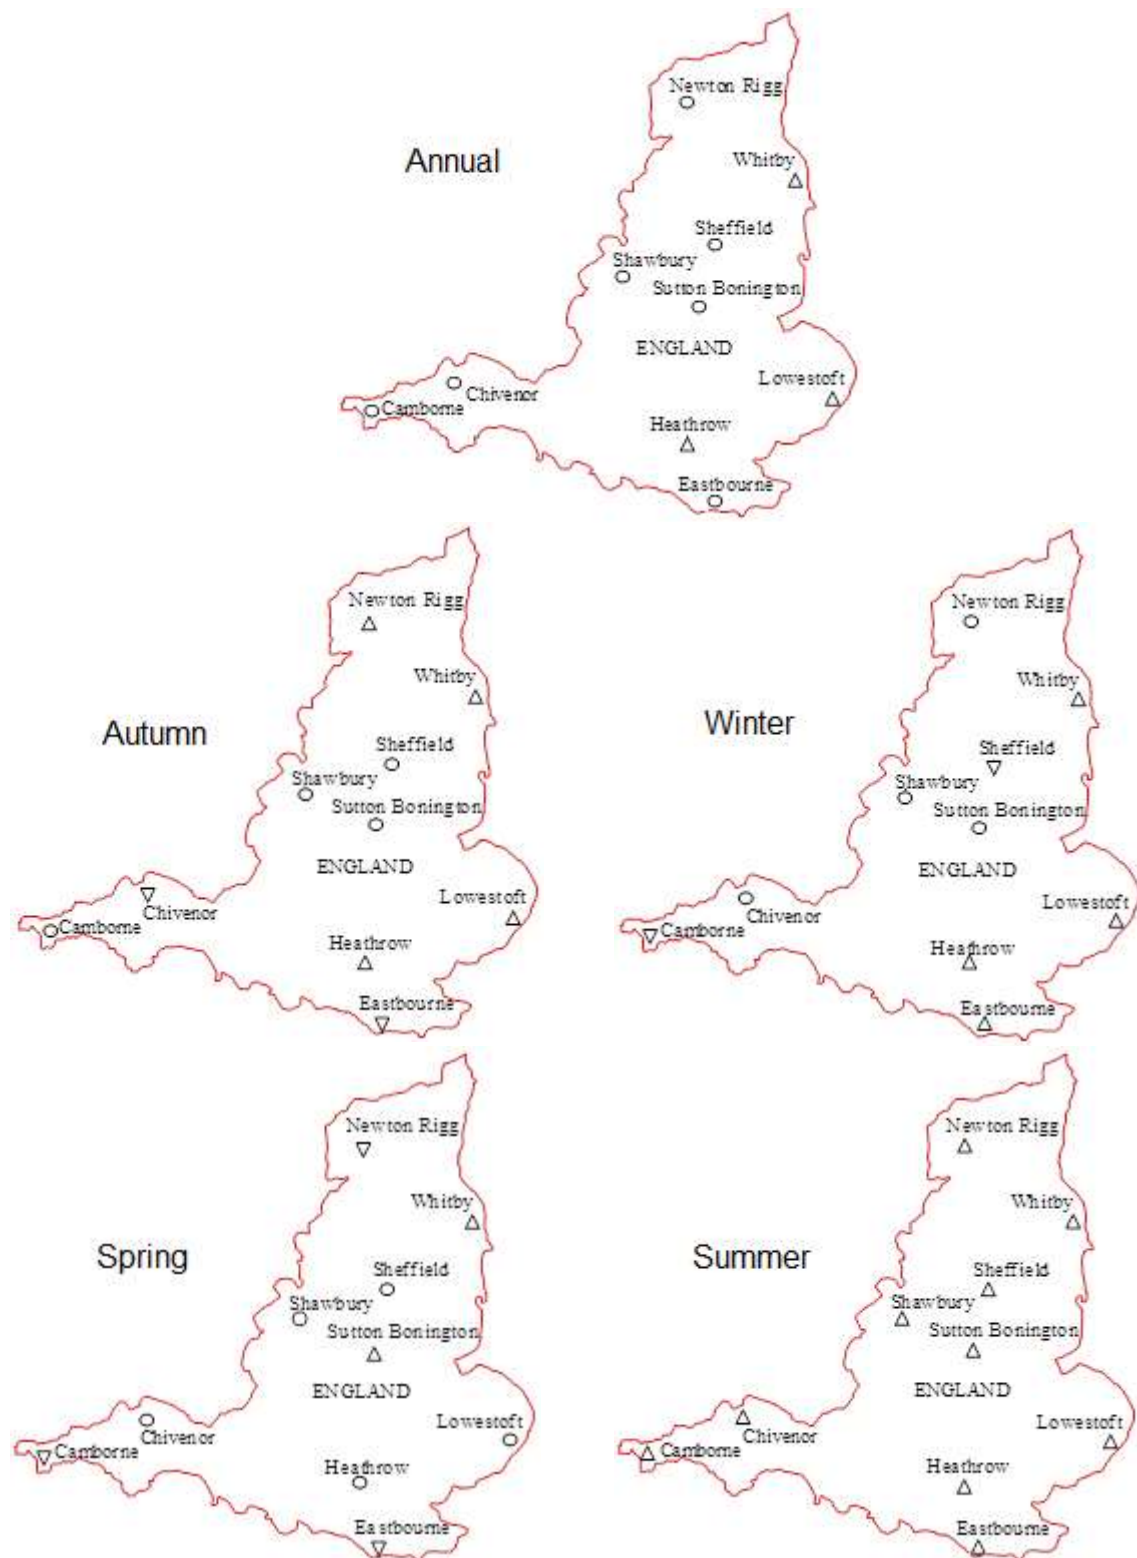 Newton Rigg
Annual
Whitby
Sheffield
Shawbury
Sutton Bonington
ENGLAND
Lowestoft
Chivenor
Camborne
Heathrow
Eastbourne
Newton Rigg
Whitby
Autumn
Sheffield
Shawbury
Sutton Bonington
ENGLAND
Lowestoft
Chivenor
Camborne
Heathrow
Eastbourne
Newton Rigg
Whitby
Winter
Sheffield
Shawbury
Sutton Bonington
ENGLAND
Chivenor
Lowestoft
Camborne
Heathrow
Eastbourne
Newton Rigg
Whitby
Spring
Sheffield
Shawbury
Sutton Bonington
ENGLAND
Lowestoft
Chivenor
Camborne
Heathrow
Eastbourne
Newton Rigg
Whitby
Summer
Sheffield
Shawbury
Sutton Bonington
ENGLAND
Chivenor
Lowestoft
Camborne
Heathrow
Eastbourne